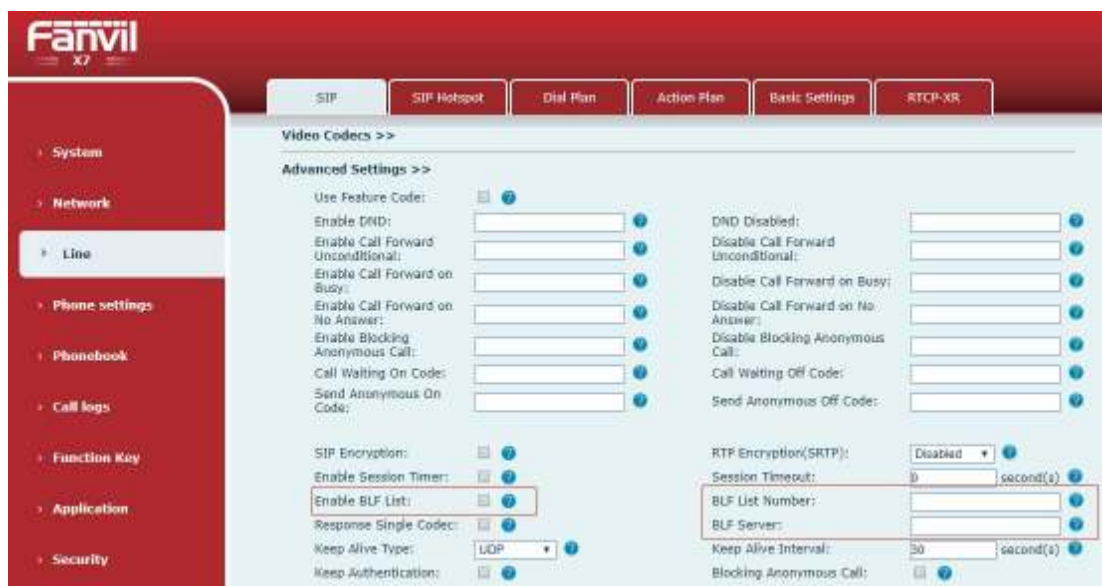 Fanvil
X7
SIP
SIP Hotspot
Dial Plan
Action Plan
Basic Settings
RTCP-XR
System
Network
Line
Phone settings
Phonebook
Call logs
Function Key
Application
Security
Video Codecs >>
Advanced Settings >>
Use Feature Code:
Enable DND:
DND Disabled:
Enable Call Forward
Unconditional:
Disable Call Forward
Unconditional:
Enable Call Forward on
Busy:
Disable Call Forward on Busy:
Enable Call Forward on
No Answer:
Disable Call Forward on No
Answer:
Enable Blocking
Anonymous Call:
Disable Blocking Anonymous
Call:
Call Waiting On Code:
Call Waiting Off Code:
Send Anonymous On
Code:
Send Anonymous Off Code:
SIP Encryption:
RTP Encryption(SRTP): Disabled
Enable Session Timer:
Session Timeout: 0 second(s)
Enable BLF List:
BLF List Number:
Response Single Codec:
BLF Server:
Keep Alive Type: UDP
Keep Alive Interval: 30 second(s)
Keep Authentication:
Blocking Anonymous Call: